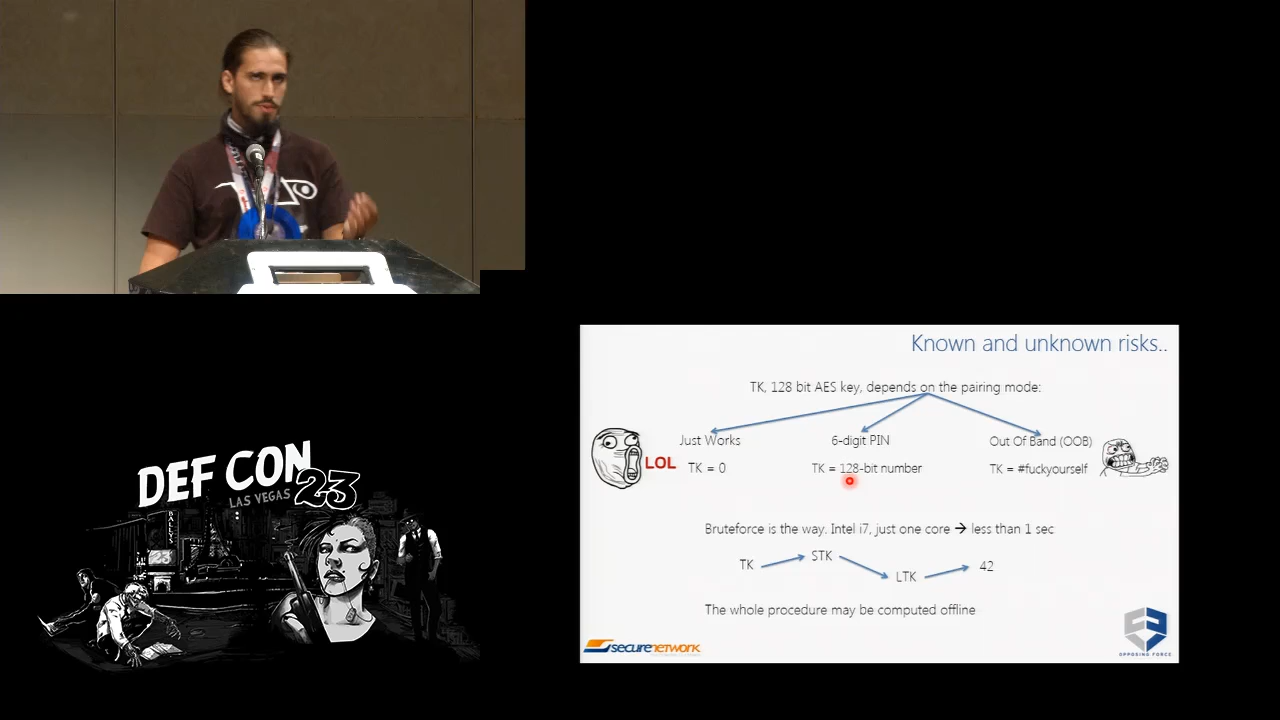 DEF CON
LAS VEGAS 23
BALLYS
23
Known and unknown risks..
TK, 128 bit AES key, depends on the pairing mode:
Just Works
6-digit PIN
Out Of Band (OOB)
LOL
TK = 0
TK = 128-bit number
TK = #fuckyourself
Bruteforce is the way. Intel i7, just one core → less than 1 sec
TK
STK
LTK
42
The whole procedure may be computed offline
securenetwork
OPPOSING FORCE